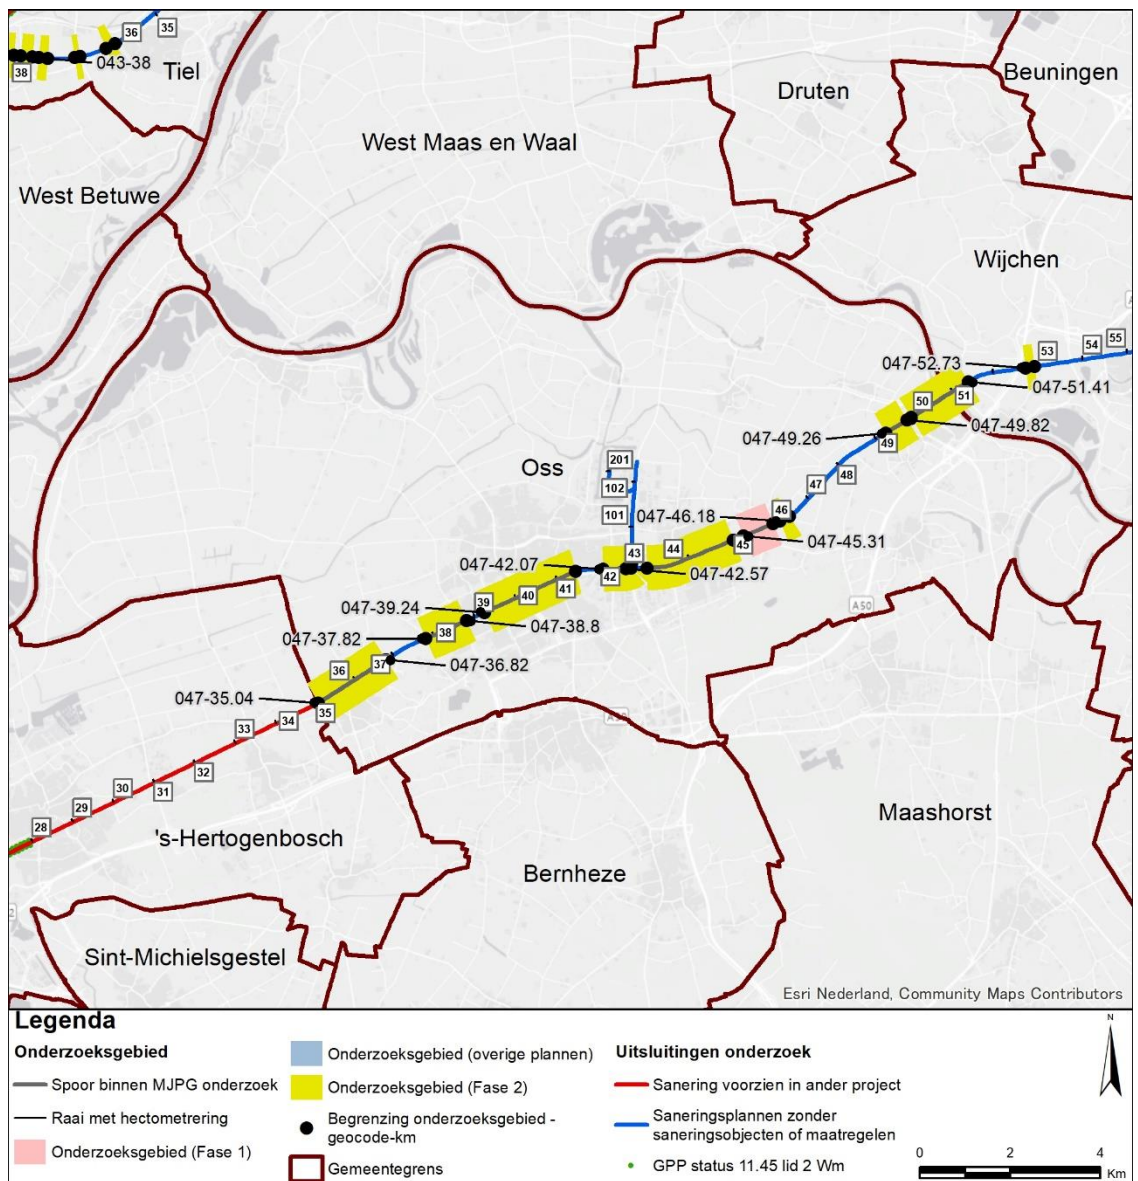 36
35
38
043-38
Tiel
Beuningen
Druten
West Maas en Waal
West Betuwe
Wijchen
55
54
53
047-52.73
50
51
047-51.41
047-49.82
047-49.26
49
Oss
201
48
47
102
101
46
047-46.18
45
047-45.31
44
43
047-42.07
42
047-42.57
41
40
39
047-39.24
047-38.8
A50
38
047-37.82
37
36
047-36.82
047-35.04
35
34
33
32
30
31
29
28
's-Hertogenbosch
Maashorst
Bernheze
Sint-Michielsgestel
Esri Nederland, Community Maps Contributors
Legenda
Onderzoeksgebied
Spoor binnen MJPG onderzoek
Raai met hectometrering
Onderzoeksgebied (Fase 1)
Onderzoeksgebied (overige plannen)
Onderzoeksgebied (Fase 2)
Begrenzing onderzoeksgebied -
geocode-km
Gemeentegrens
Uitsluitingen onderzoek
Sanering voorzien in ander project
Saneringsplannen zonder
saneringsobjecten of maatregelen
GPP status 11.45 lid 2 Wm
N
0 2 4
Km